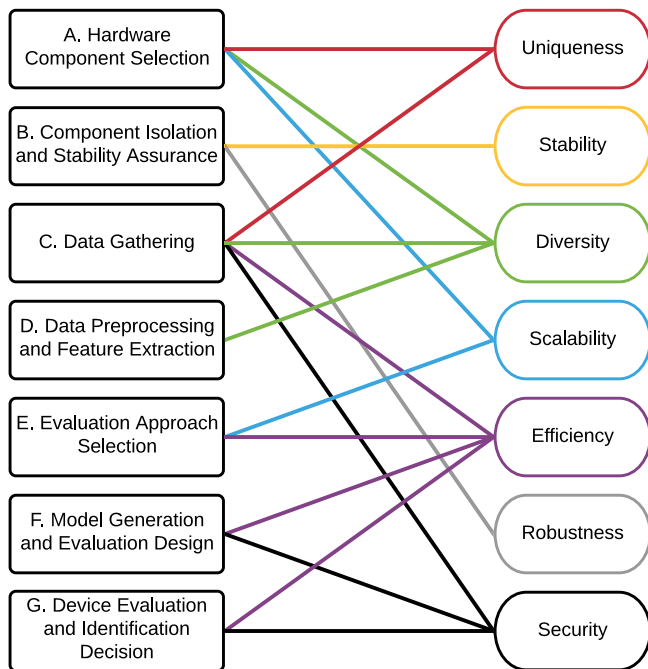 A. Hardware
Component Selection
Uniqueness
B. Component Isolation
and Stability Assurance
Stability
C. Data Gathering
Diversity
D. Data Preprocessing
and Feature Extraction
Scalability
E. Evaluation Approach
Selection
Efficiency
F. Model Generation
and Evaluation Design
Robustness
G. Device Evaluation
and Identification
Decision
Security